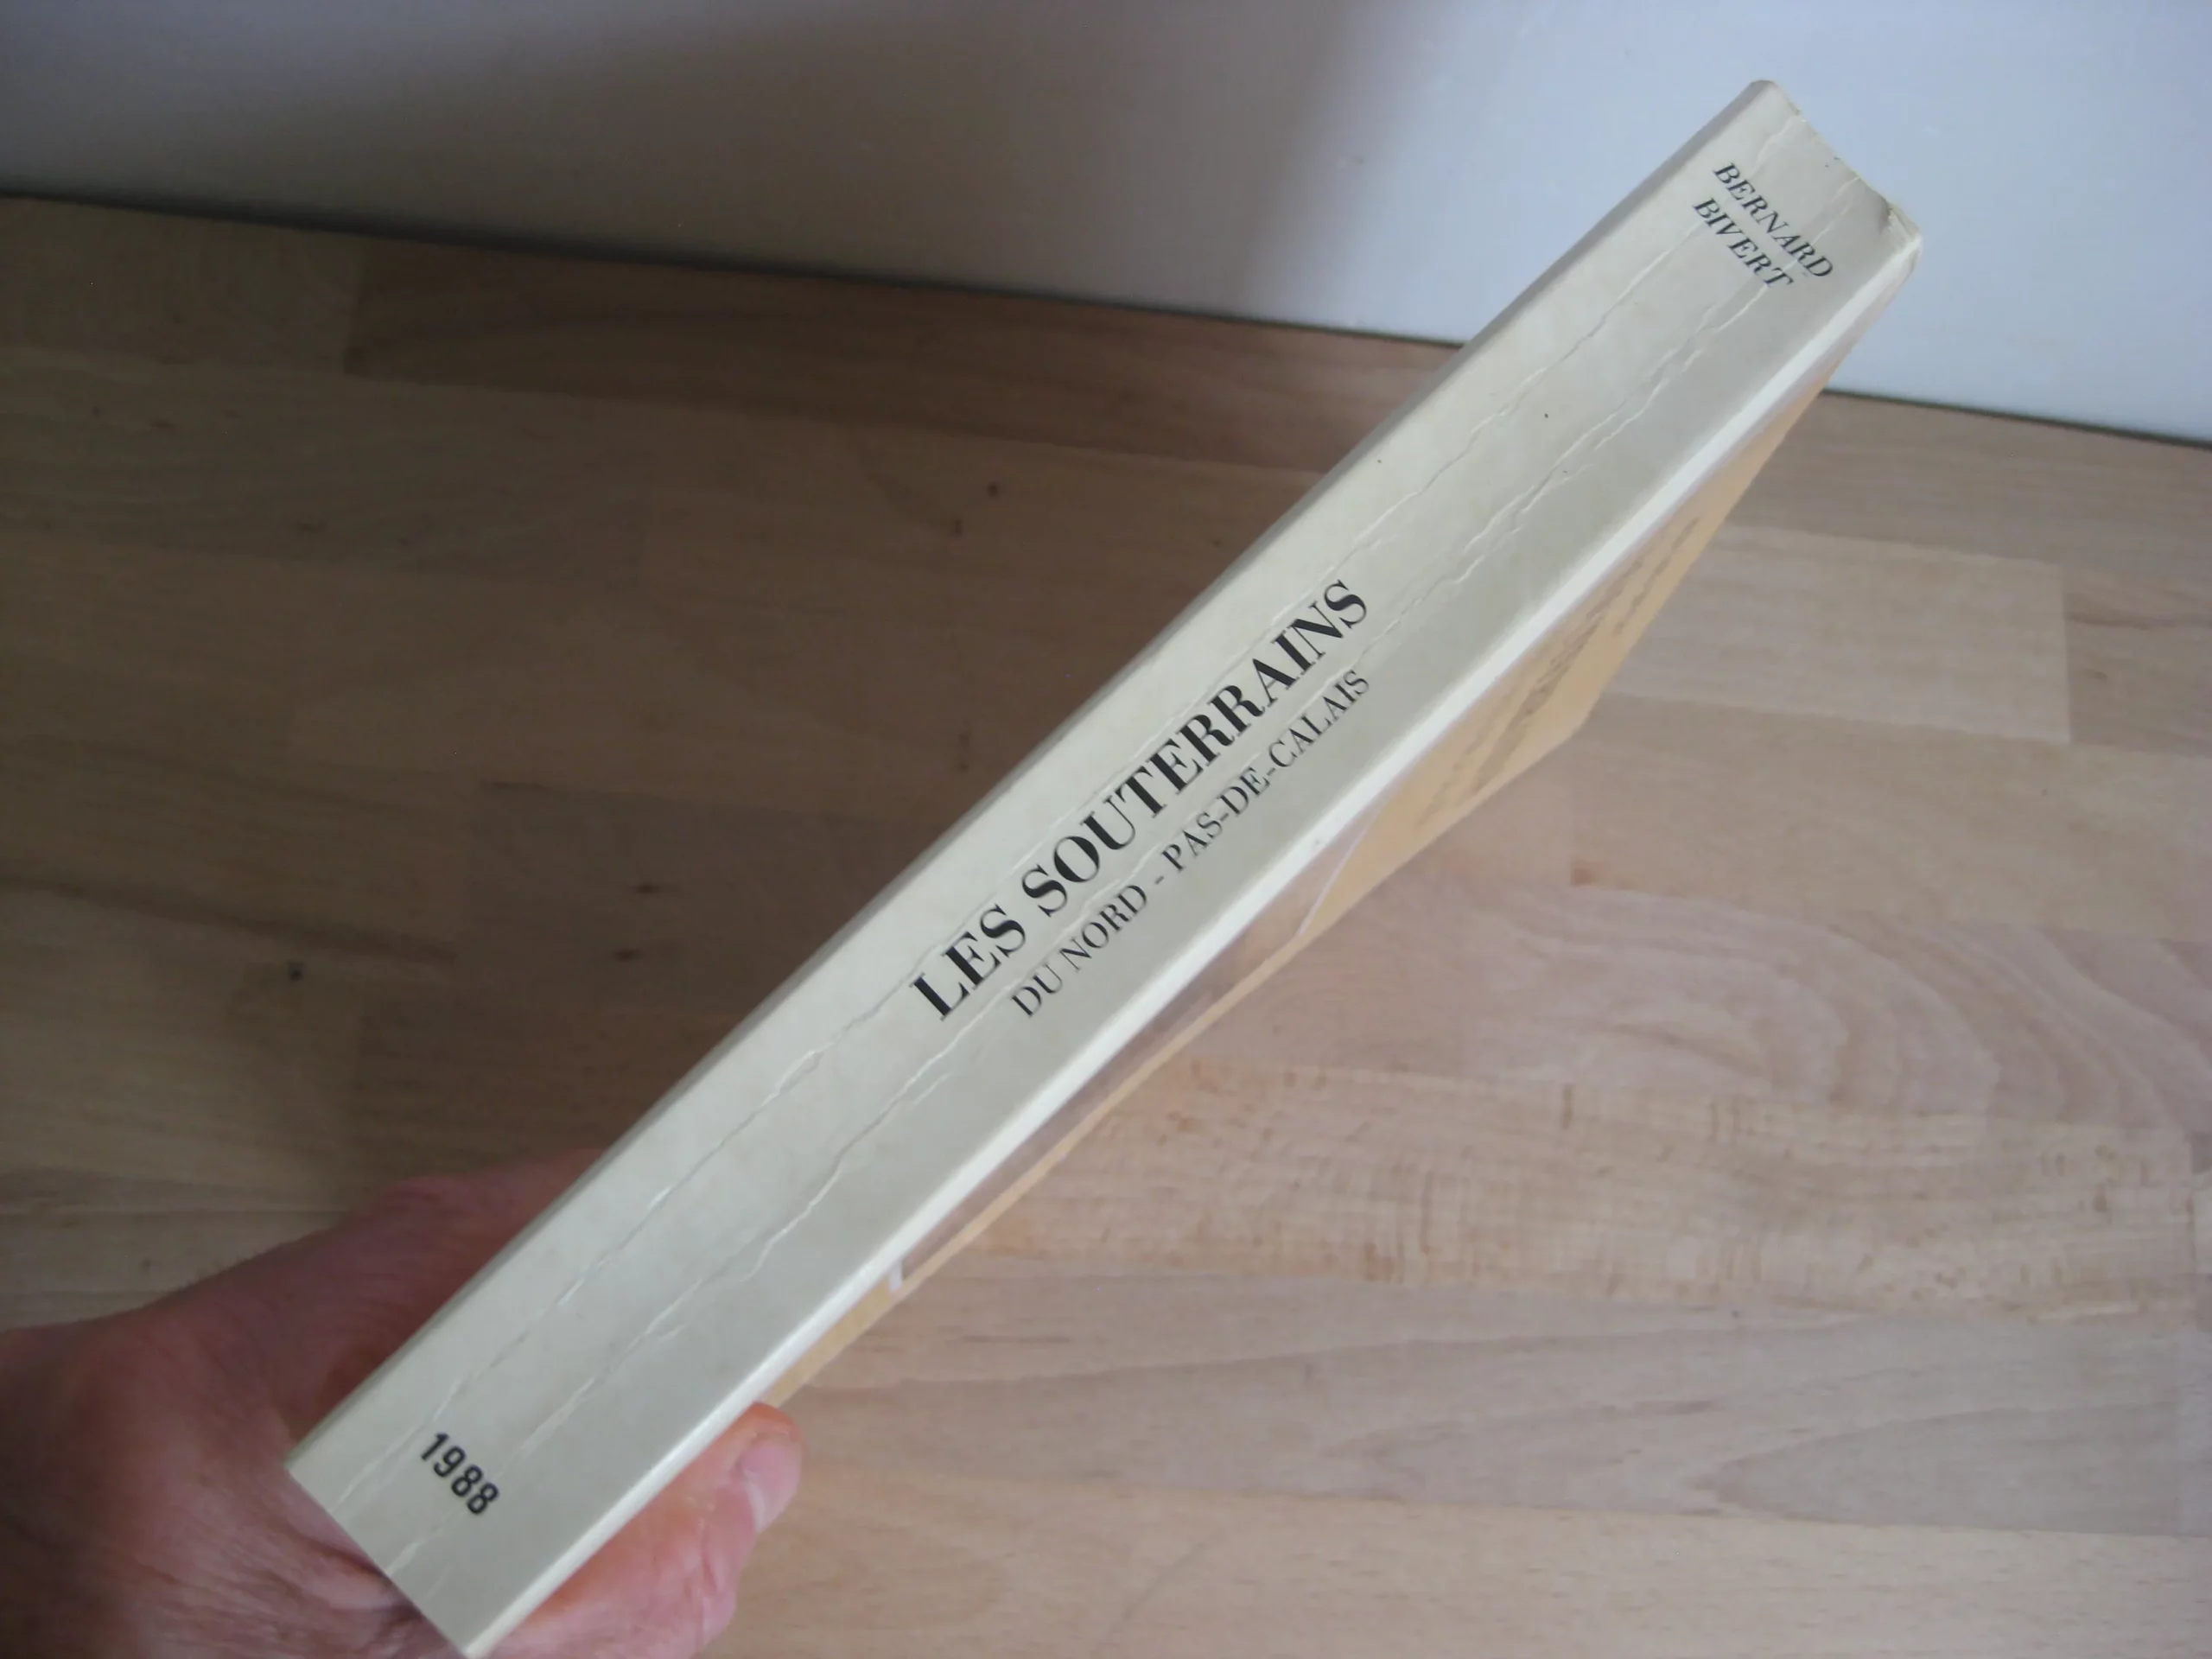 BERNARD
BIVERT
LES SOUTERRAINS
DU NORD - PAS-DE-CALAIS
1988